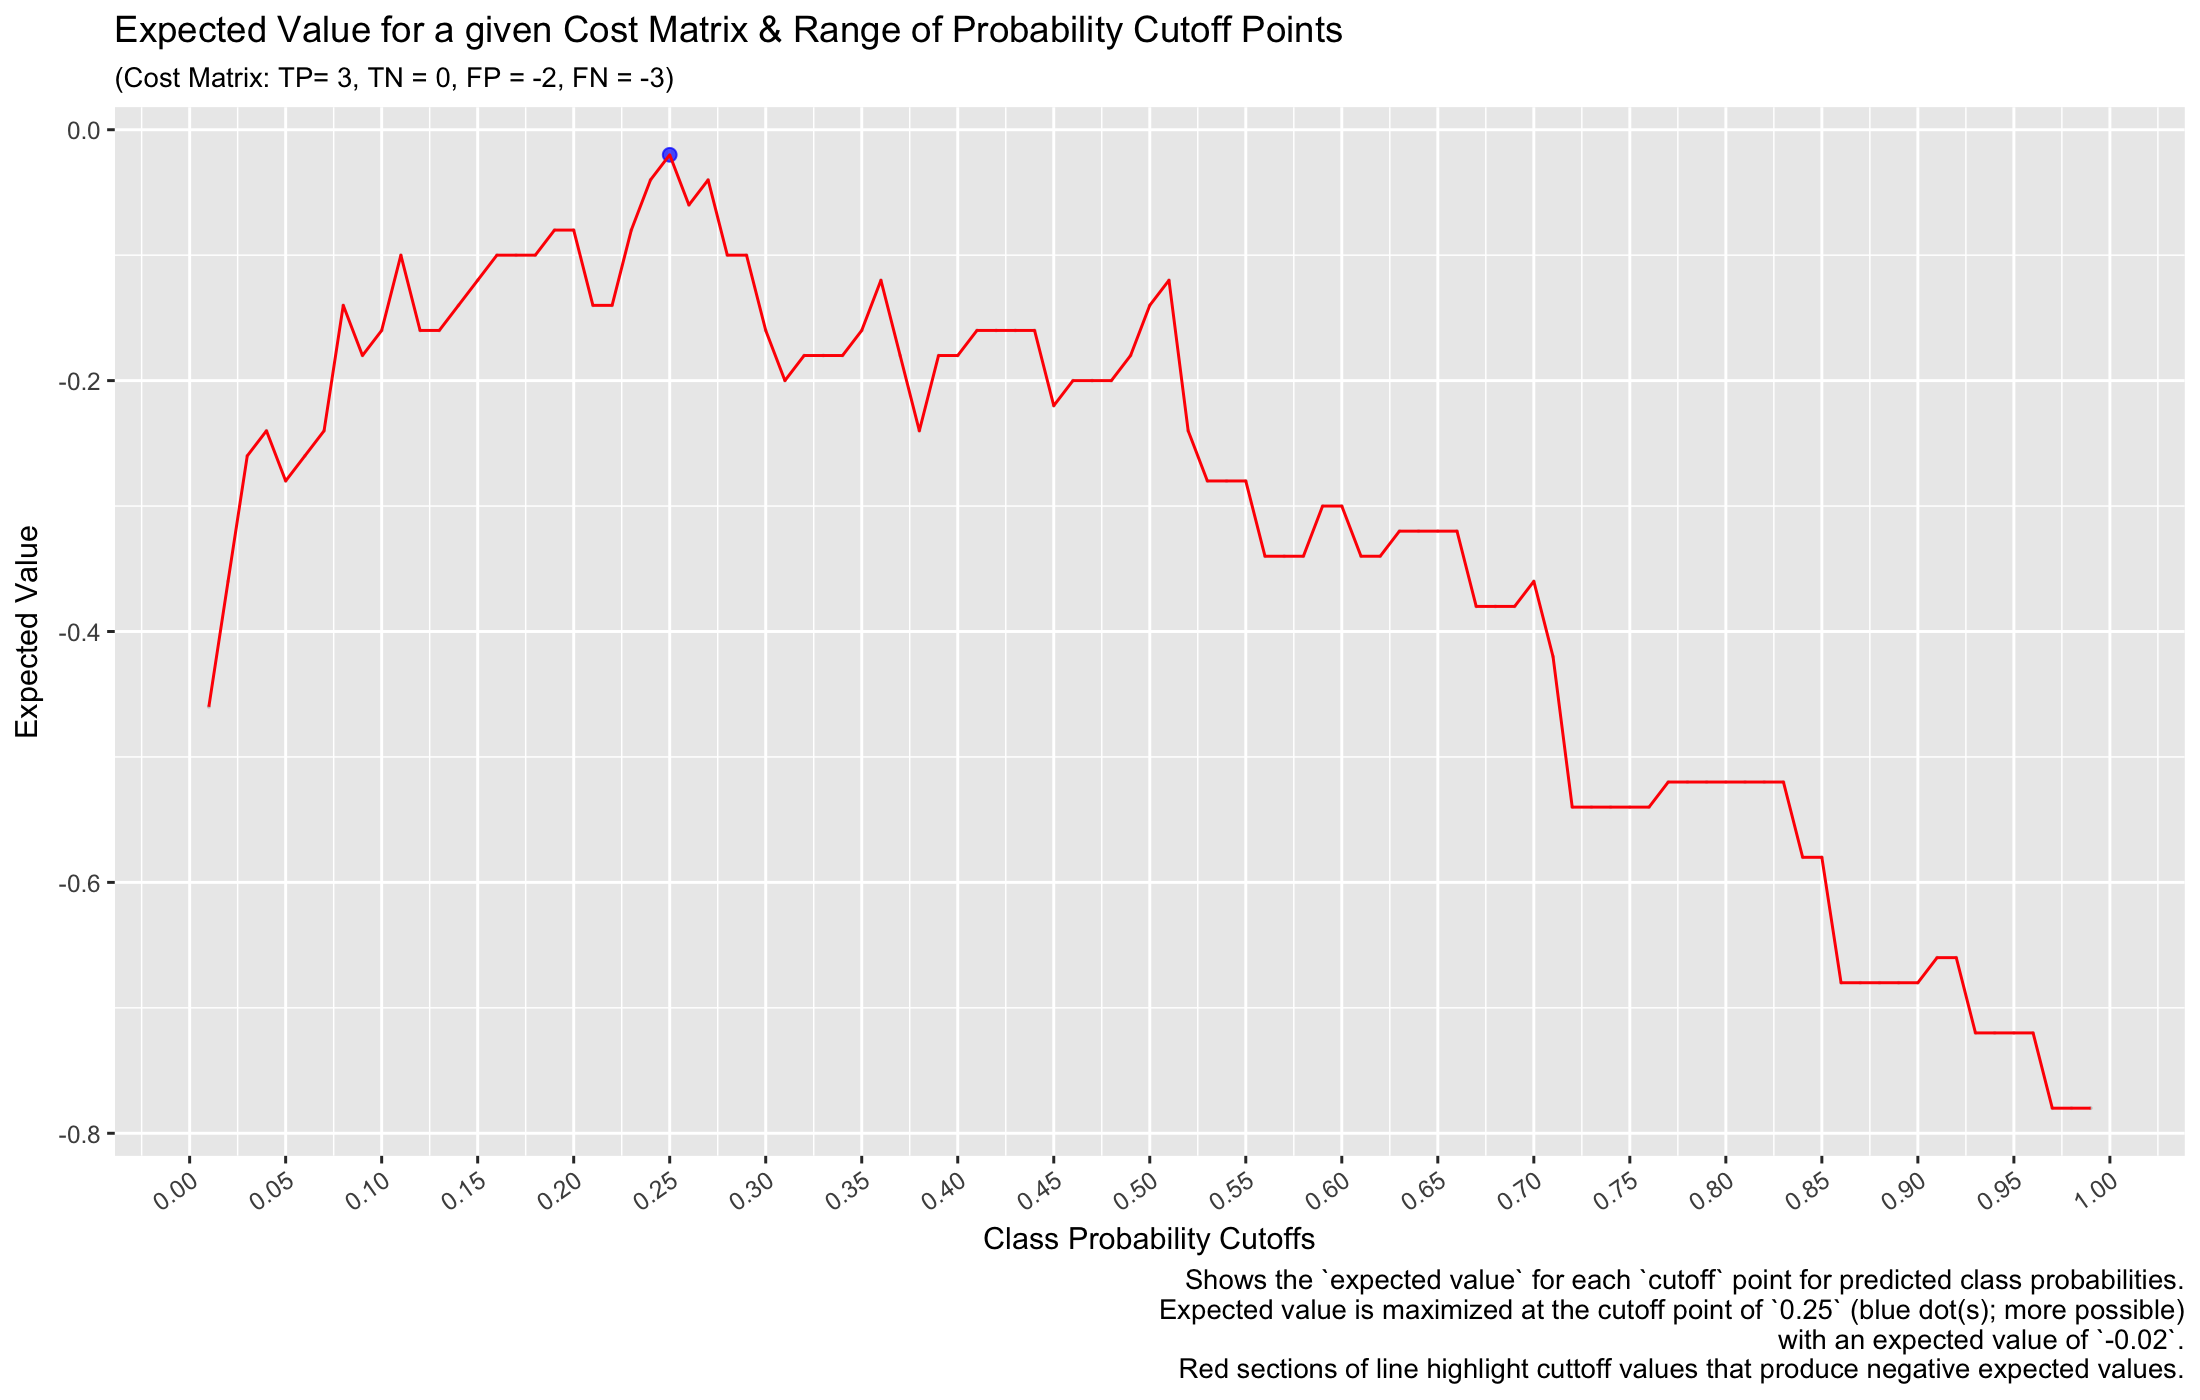 Expected Value for a given Cost Matrix & Range of Probability Cutoff Points
(Cost Matrix: TP= 3, TN = 0, FP = -2, FN = -3)
Expected Value
0.0
-0.2
-0.4
-0.6
-0.8
0.00 0.05 0.10 0.15 0.20 0.25 0.30 0.35 0.40 0.45 0.50 0.55 0.60 0.65 0.70 0.75 0.80 0.85 0.90 0.95 1.00
Class Probability Cutoffs
Shows the `expected value` for each `cutoff` point for predicted class probabilities.
Expected value is maximized at the cutoff point of `0.25` (blue dot(s); more possible)
with an expected value of `-0.02`.
Red sections of line highlight cuttoff values that produce negative expected values.